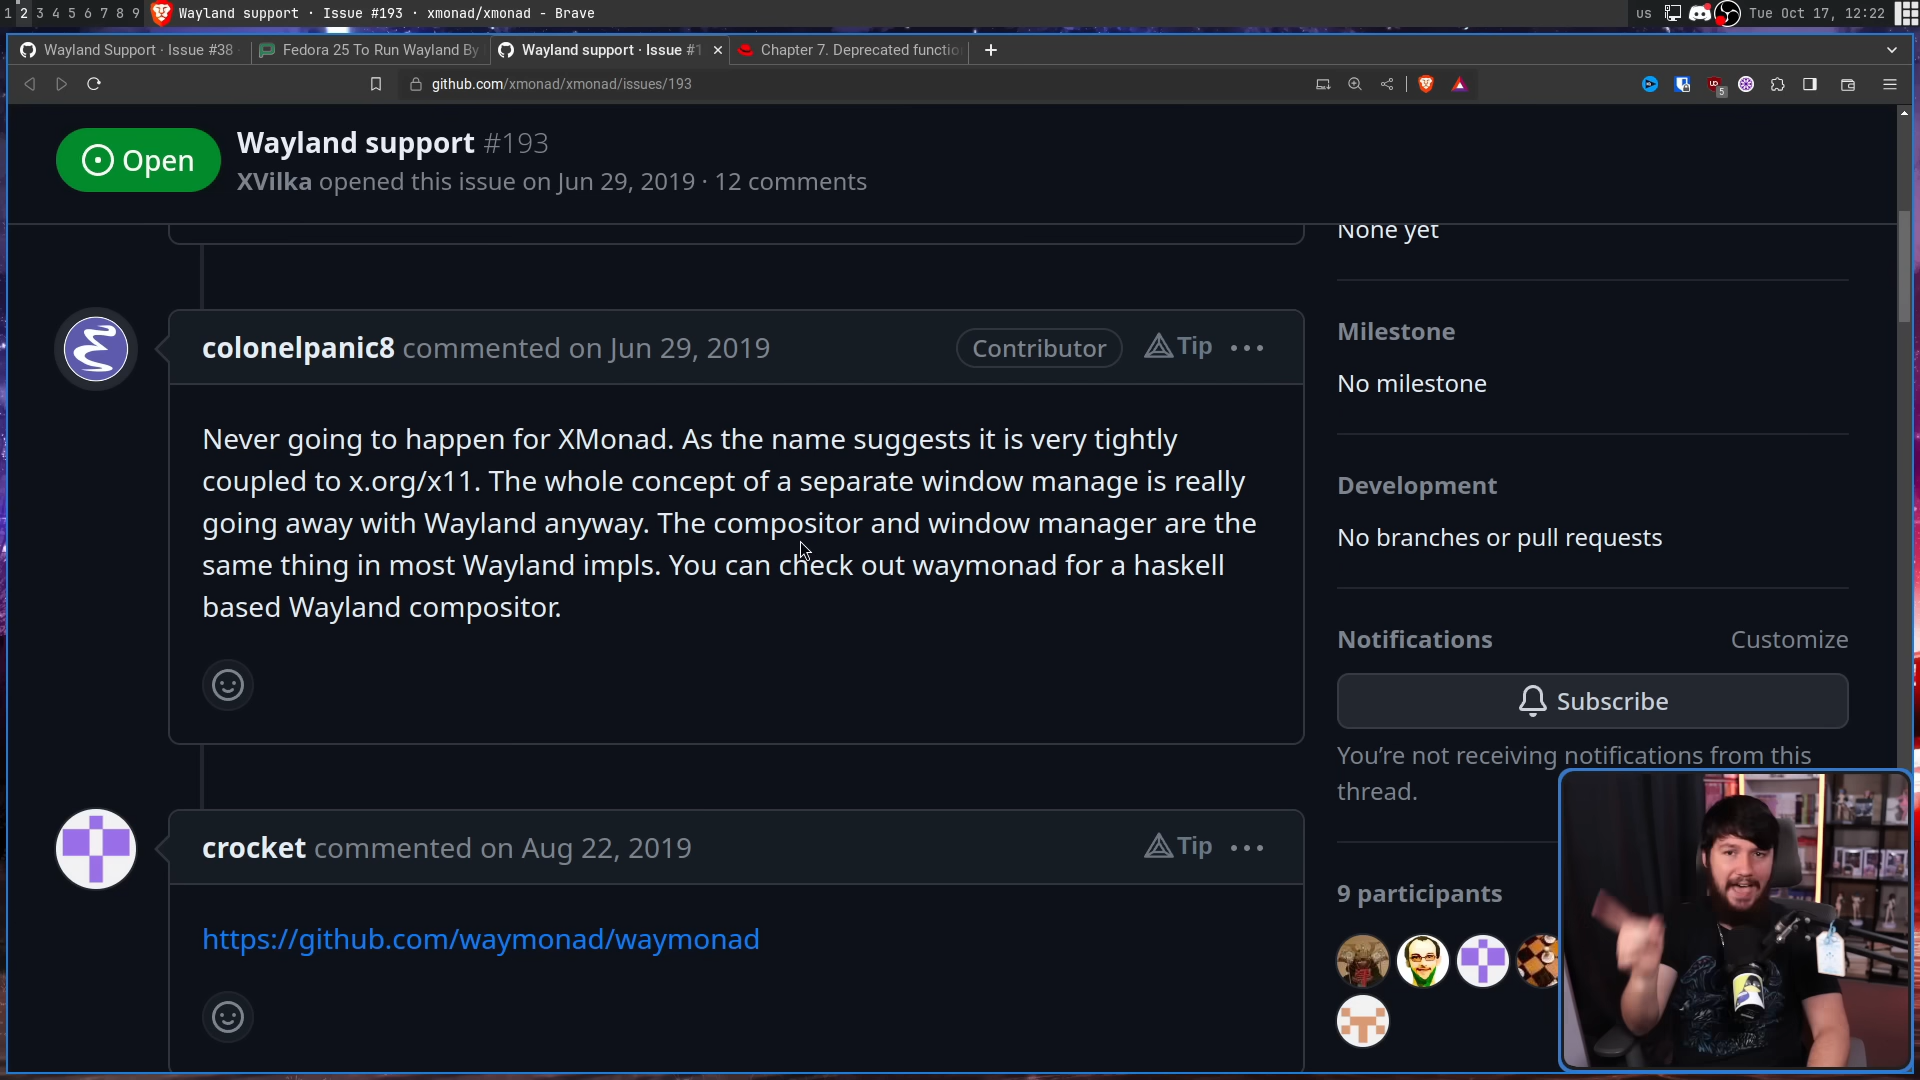 1 2 3 4 5 6 7 8 9 Wayland support · Issue #193 · xmonad/xmonad - Brave us Tue Oct 17, 12:22
Wayland Support · Issue #38 Fedora 25 To Run Wayland By Wayland support · Issue #1 Chapter 7. Deprecated functio
github.com/xmonad/xmonad/issues/193 5
Open
Wayland support #193
XVilka opened this issue on Jun 29, 2019 · 12 comments
None yet
colonelpanic8 commented on Jun 29, 2019 Contributor Tip
Never going to happen for XMonad. As the name suggests it is very tightly
coupled to x.org/x11. The whole concept of a separate window manage is really
going away with Wayland anyway. The compositor and window manager are the
same thing in most Wayland impls. You can check out waymonad for a haskell
based Wayland compositor.
Milestone
No milestone
Development
No branches or pull requests
Notifications Customize
Subscribe
You’re not receiving notifications from this
thread.
crocket commented on Aug 22, 2019 Tip
https://github.com/waymonad/waymonad
9 participants